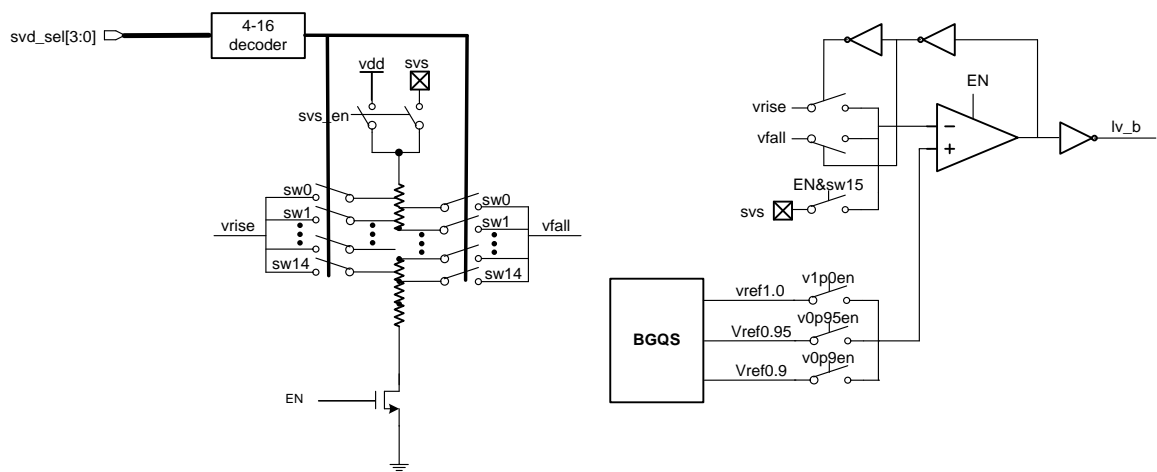 svd_sel[3:0]
4-16
decoder
vdd
svs
svs_en
sw0
sw1
sw14
vrise
sw0
sw1
sw14
vfall
EN
EN
vrise
vfall
EN&sw15
svs
lv_b
BGQS
vref1.0
Vref0.95
Vref0.9
v1p0en
v0p95en
v0p9en